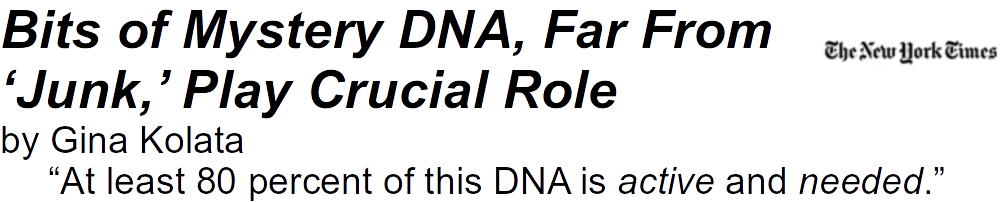 Bits of Mystery DNA, Far From
‘Junk,’ Play Crucial Role
The New York Times
by Gina Kolata
“At least 80 percent of this DNA is active and needed.”